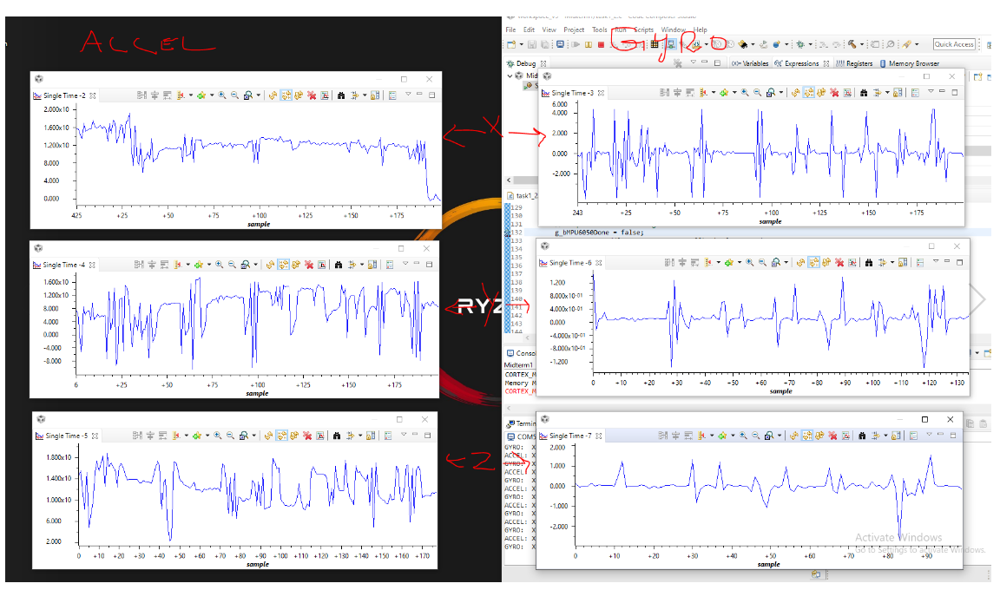 ACCEL
Gyro
Workspace_v9 - Midterm/task1_2.c - Code Composer Studio
File Edit View Project Tools Run Scripts Window Help
Quick Access
Debug
(x)= Variables Expressions Registers Memory Browser
Single Time -2
2.000x10
1.600x10
1.200x10
8.000
4.000
0.000
425 +25 +50 +75 +100 +125 +150 +175
sample
X
Single Time -3
6.000
4.000
2.000
0.000
-2.000
243 +25 +50 +75 +100 +125 +150 +175
sample
task1_2
129
130
131
132 g_bMPU6050Done = false;
133
134
135
136
137
138
139
140
141
142
143
144
Single Time -4
1.600x10
1.200x10
8.000
4.000
0.000
-4.000
-8.000
6 +25 +50 +75 +100 +125 +150 +175
sample
Y
RYZ
Single Time -6
1.200
8.000x10-01
4.000x10-01
0.000
-4.000x10-01
-8.000x10-01
-1.200
0 +10 +20 +30 +40 +50 +60 +70 +80 +90 +100 +110 +120 +130
sample
Consol
Midterm1
CORTEX_M
Memory M
CORTEX_M
Single Time -5
1.800x10
1.400x10
1.000x10
6.000
2.000
0 +10 +20 +30 +40 +50 +60 +70 +80 +90 +100 +110 +120 +130 +140 +150 +160 +170
sample
Z
Termin
COM5
GYRO: X
ACCEL: X
GYRO: X
ACCEL: X
GYRO: X
ACCEL: X
GYRO: X
ACCEL: X
GYRO: X
ACCEL: X
GYRO: X
ACCEL: X
GYRO: X
Single Time -7
2.000
1.000
0.000
-1.000
-2.000
0 +10 +20 +30 +40 +50 +60 +70 +80 +90
sample
Activate Windows
Go to Settings to activate Windows.